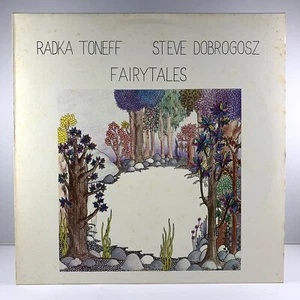 RADKA TONEFF STEVE DOBROGOSZ
FAIRYTALES